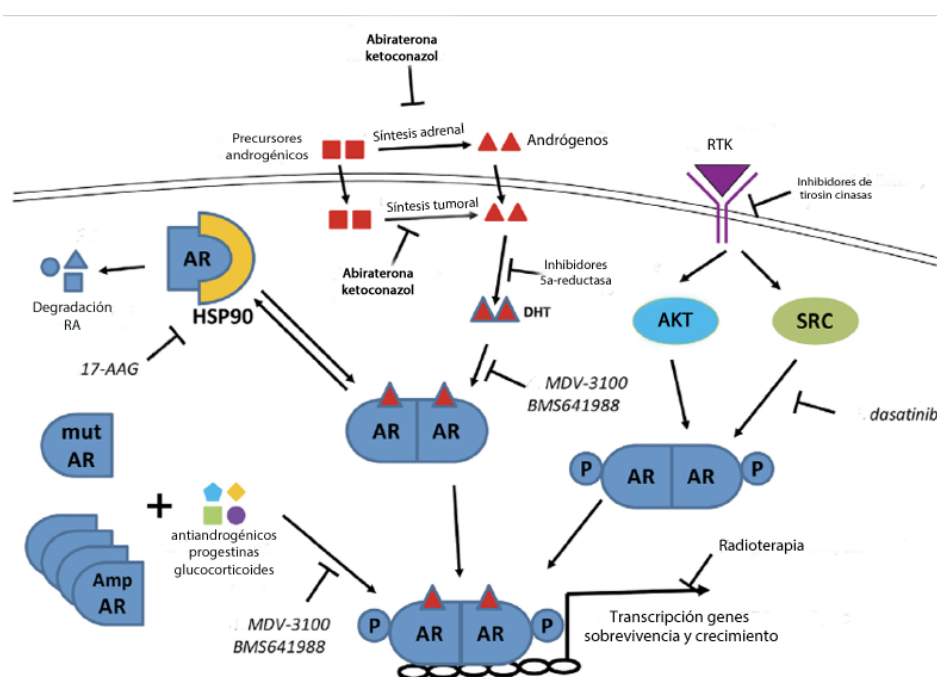 Abiraterona
ketoconazol
Precursores
androgénicos
Síntesis adrenal
Andrógenos
RTK
Inhibidores de
tirosin cinasas
Síntesis tumoral
AR
HSP90
Degradación
RA
Abiraterona
ketoconazol
Inhibidores
5a-reductasa
DHT
AKT
SRC
17-AAG
MDV-3100
BMS641988
dasatinib
AR AR
P AR AR P
mut
AR
Amp
AR
+
antiandrogénicos
progestinas
glucocorticoides
MDV-3100
BMS641988
P AR AR P
Radioterapia
Transcripción genes
sobrevivencia y crecimiento